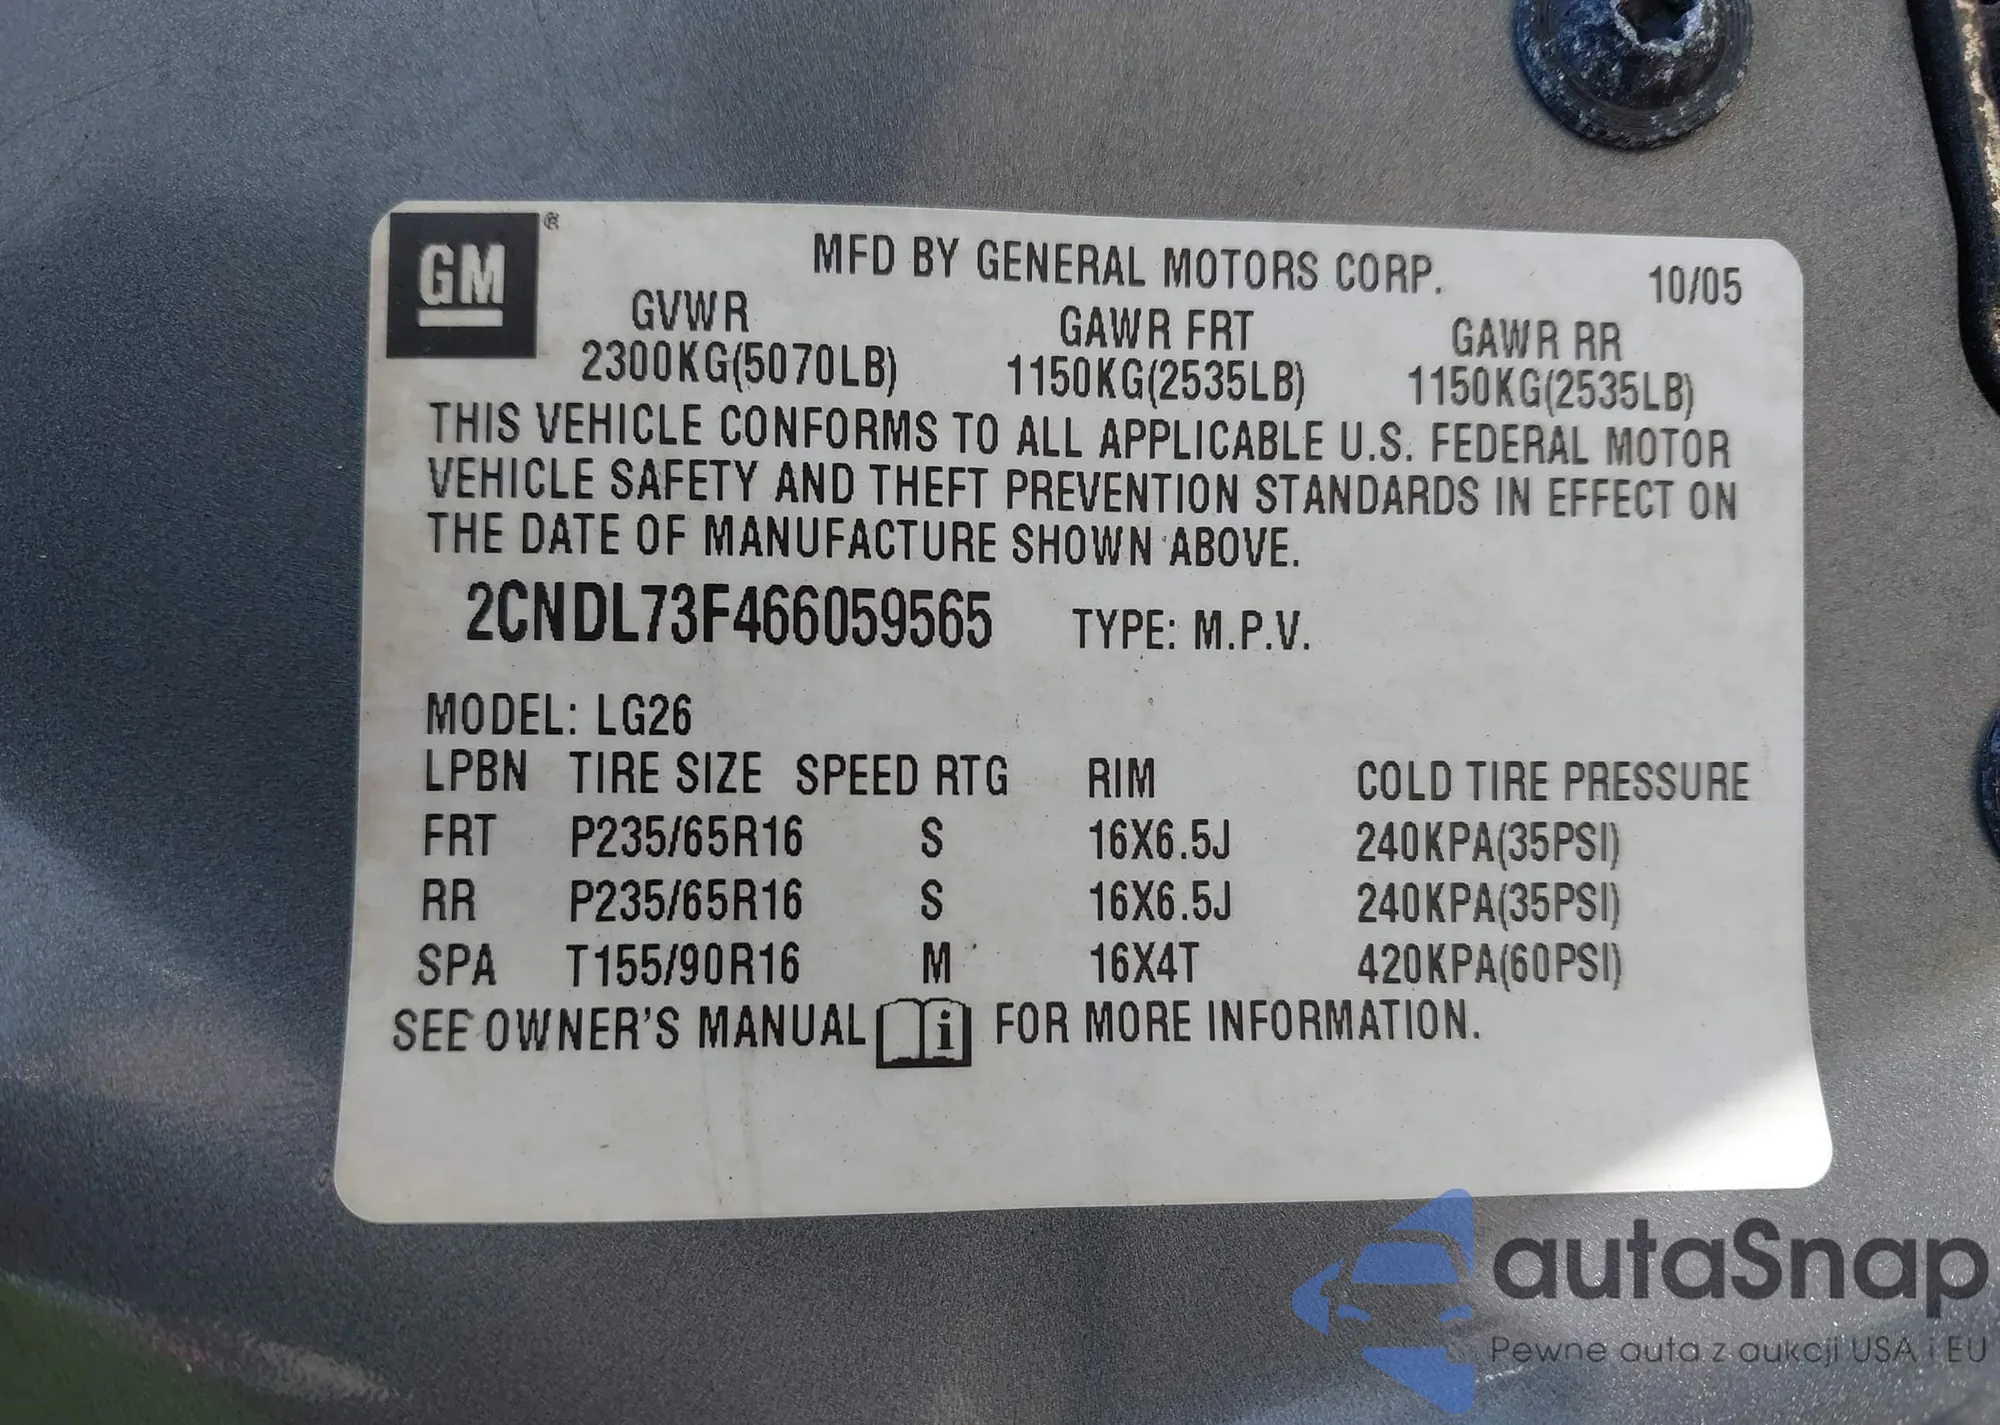 GM ®
MFD BY GENERAL MOTORS CORP. 10/05
GVWR GAWR FRT GAWR RR
2300KG(5070LB) 1150KG(2535LB) 1150KG(2535LB)
THIS VEHICLE CONFORMS TO ALL APPLICABLE U.S. FEDERAL MOTOR
VEHICLE SAFETY AND THEFT PREVENTION STANDARDS IN EFFECT ON
THE DATE OF MANUFACTURE SHOWN ABOVE.
2CNDL73F466059565 TYPE: M.P.V.
MODEL: LG26
LPBN TIRE SIZE SPEED RTG RIM COLD TIRE PRESSURE
FRT P235/65R16 S 16X6.5J 240KPA(35PSI)
RR P235/65R16 S 16X6.5J 240KPA(35PSI)
SPA T155/90R16 M 16X4T 420KPA(60PSI)
SEE OWNER'S MANUAL i FOR MORE INFORMATION.
autaSnap
Pewne auta z aukcji USA i EU